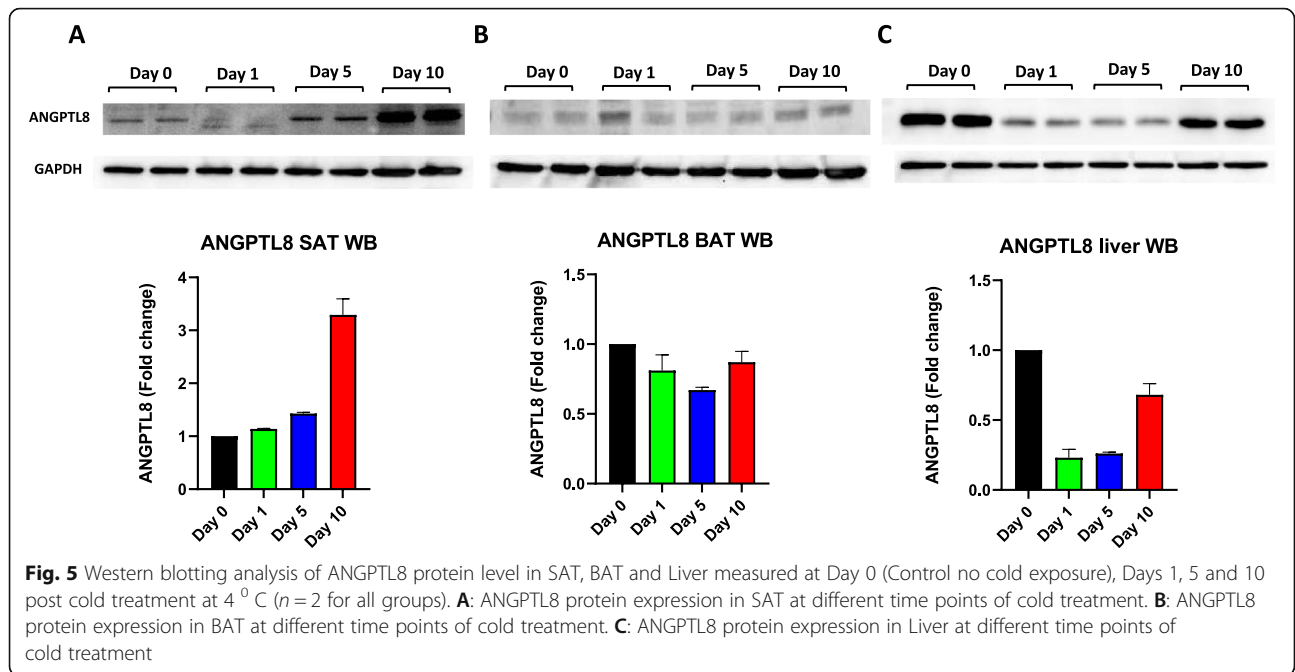 A
B
C
Day 0 Day 1 Day 5 Day 10
Day 0 Day 1 Day 5 Day 10
Day 0 Day 1 Day 5 Day 10
ANGPTL8
GAPDH
ANGPTL8 SAT WB
ANGPTL8 (Fold change)
4
3
2
1
0
Day 0
Day 1
Day 5
Day 10
ANGPTL8 BAT WB
ANGPTL8 (Fold change)
1.5
1.0
0.5
0.0
Day 0
Day 1
Day 5
Day 10
ANGPTL8 liver WB
ANGPTL8 (Fold change)
1.5
1.0
0.5
0.0
Day 0
Day 1
Day 5
Day 10
Fig. 5 Western blotting analysis of ANGPTL8 protein level in SAT, BAT and Liver measured at Day 0 (Control no cold exposure), Days 1, 5 and 10
post cold treatment at 4 ⁰ C (n = 2 for all groups). A: ANGPTL8 protein expression in SAT at different time points of cold treatment. B: ANGPTL8
protein expression in BAT at different time points of cold treatment. C: ANGPTL8 protein expression in Liver at different time points of
cold treatment